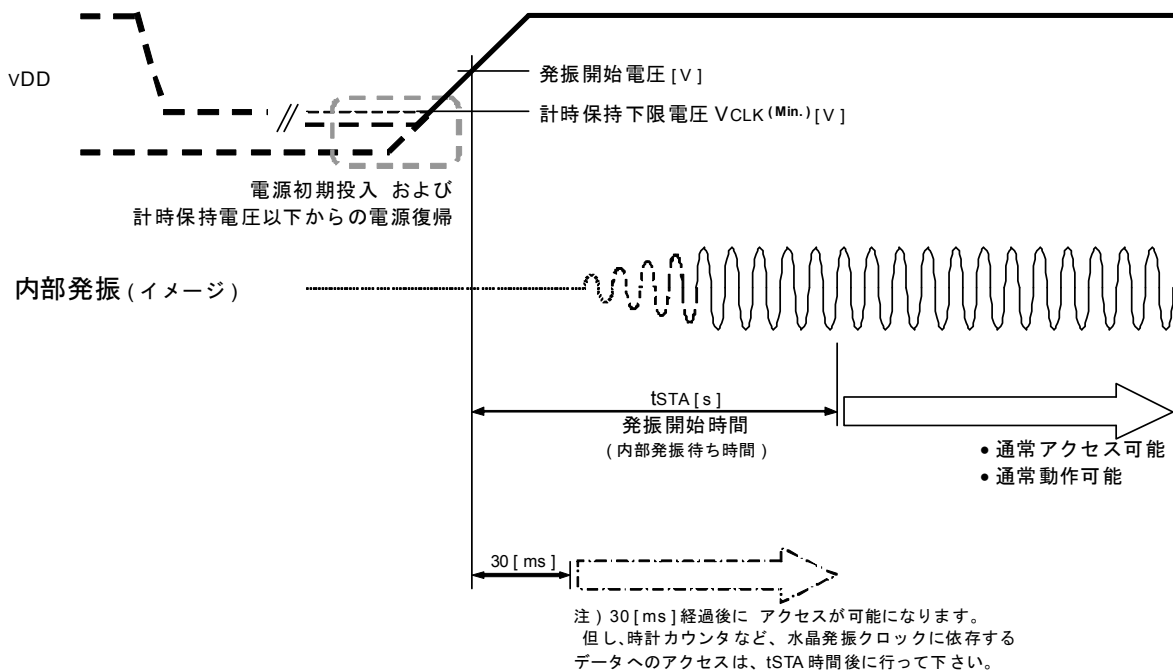 VDD
発振開始電圧 [V]
計時保持下限電圧 VCLK (Min.) [V]
電源初期投入 および
計時保持電圧以下からの電源復帰
内部発振 ( イメージ )
tSTA [ s ]
発振開始時間
( 内部発振待ち時間 )
• 通常アクセス可能
• 通常動作可能
30 [ ms ]
注 ) 30 [ ms ] 経過後に アクセスが可能になります。
但し、時計カウンタなど、水晶発振クロックに依存する
データへのアクセスは、tSTA 時間後に行って下さい。